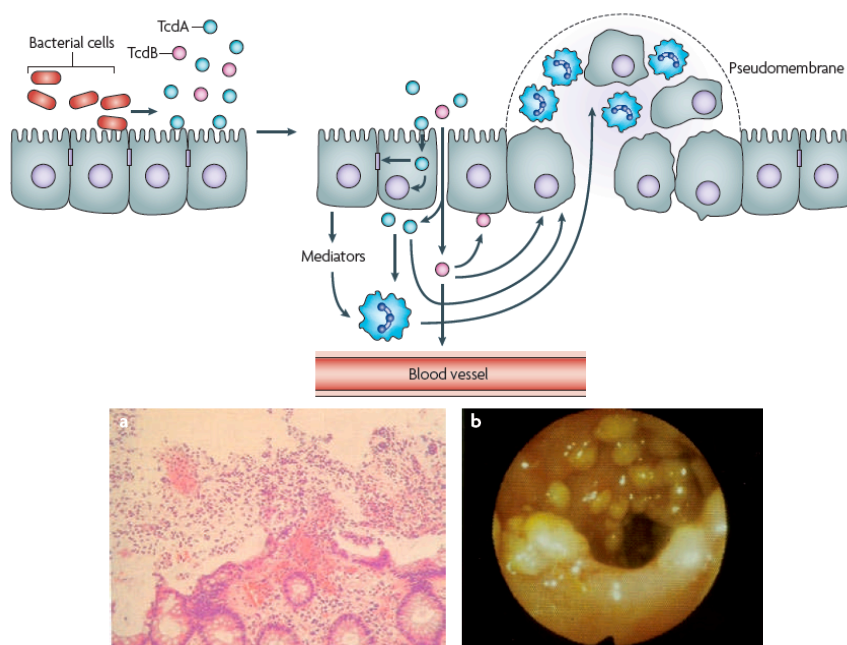 TcdA
Bacterial cells
TcdB
Pseudomembrane
Mediators
Blood vessel
a
b